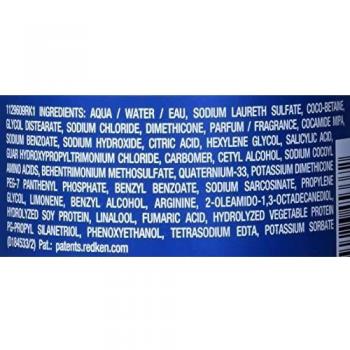 1129609RK1 INGREDIENTS: AQUA / WATER / EAU, SODIUM LAURETH SULFATE, COCO-BETAINE,
GLYCOL DISTEARATE, SODIUM CHLORIDE, DIMETHICONE, PARFUM / FRAGRANCE, COCAMIDE MIPA,
SODIUM BENZOATE, SODIUM HYDROXIDE, CITRIC ACID, HEXYLENE GLYCOL, SALICYLIC ACID,
GUAR HYDROXYPROPYLTRIMONIUM CHLORIDE, CARBOMER, CETYL ALCOHOL, SODIUM COCOYL
AMINO ACIDS, BEHENTRIMONIUM METHOSULFATE, QUATERNIUM-33, POTASSIUM DIMETHICONE
PEG-7 PANTHENYL PHOSPHATE, BENZYL BENZOATE, SODIUM SARCOSINATE, PROPYLENE
GLYCOL, LIMONENE, BENZYL ALCOHOL, ARGININE, 2-OLEAMIDO-1,3-OCTADECANEDIOL,
HYDROLYZED SOY PROTEIN, LINALOOL, FUMARIC ACID, HYDROLYZED VEGETABLE PROTEIN
PG-PROPYL SILANETRIOL, PHENOXYETHANOL, TETRASODIUM EDTA, POTASSIUM SORBATE
(D184533/2) Pat.: patents.redken.com